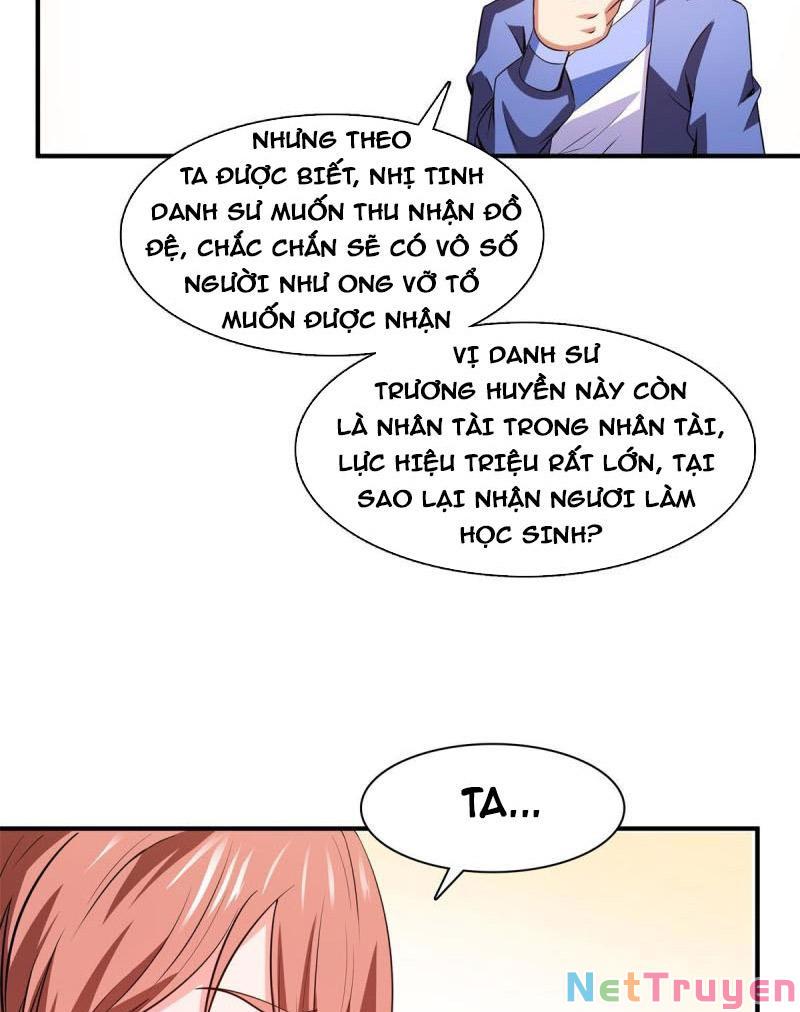 NHƯNG THEO
TA ĐƯỢC BIẾT, NHỊ TINH
DANH SƯ MUỐN THU NHẬN ĐỒ
ĐỆ, CHẮC CHẮN SẼ CÓ VÔ SỐ
NGƯỜI NHƯ ONG VỠ TỔ
MUỐN ĐƯỢC NHẬN
VỊ DANH SƯ
TRƯƠNG HUYỀN NÀY CÒN
LÀ NHÂN TÀI TRONG NHÂN TÀI,
LỰC HIỆU TRIỆU RẤT LỚN, TẠI
SAO LẠI NHẬN NGƯƠI LÀM
HỌC SINH?
TA...
NetTruyen